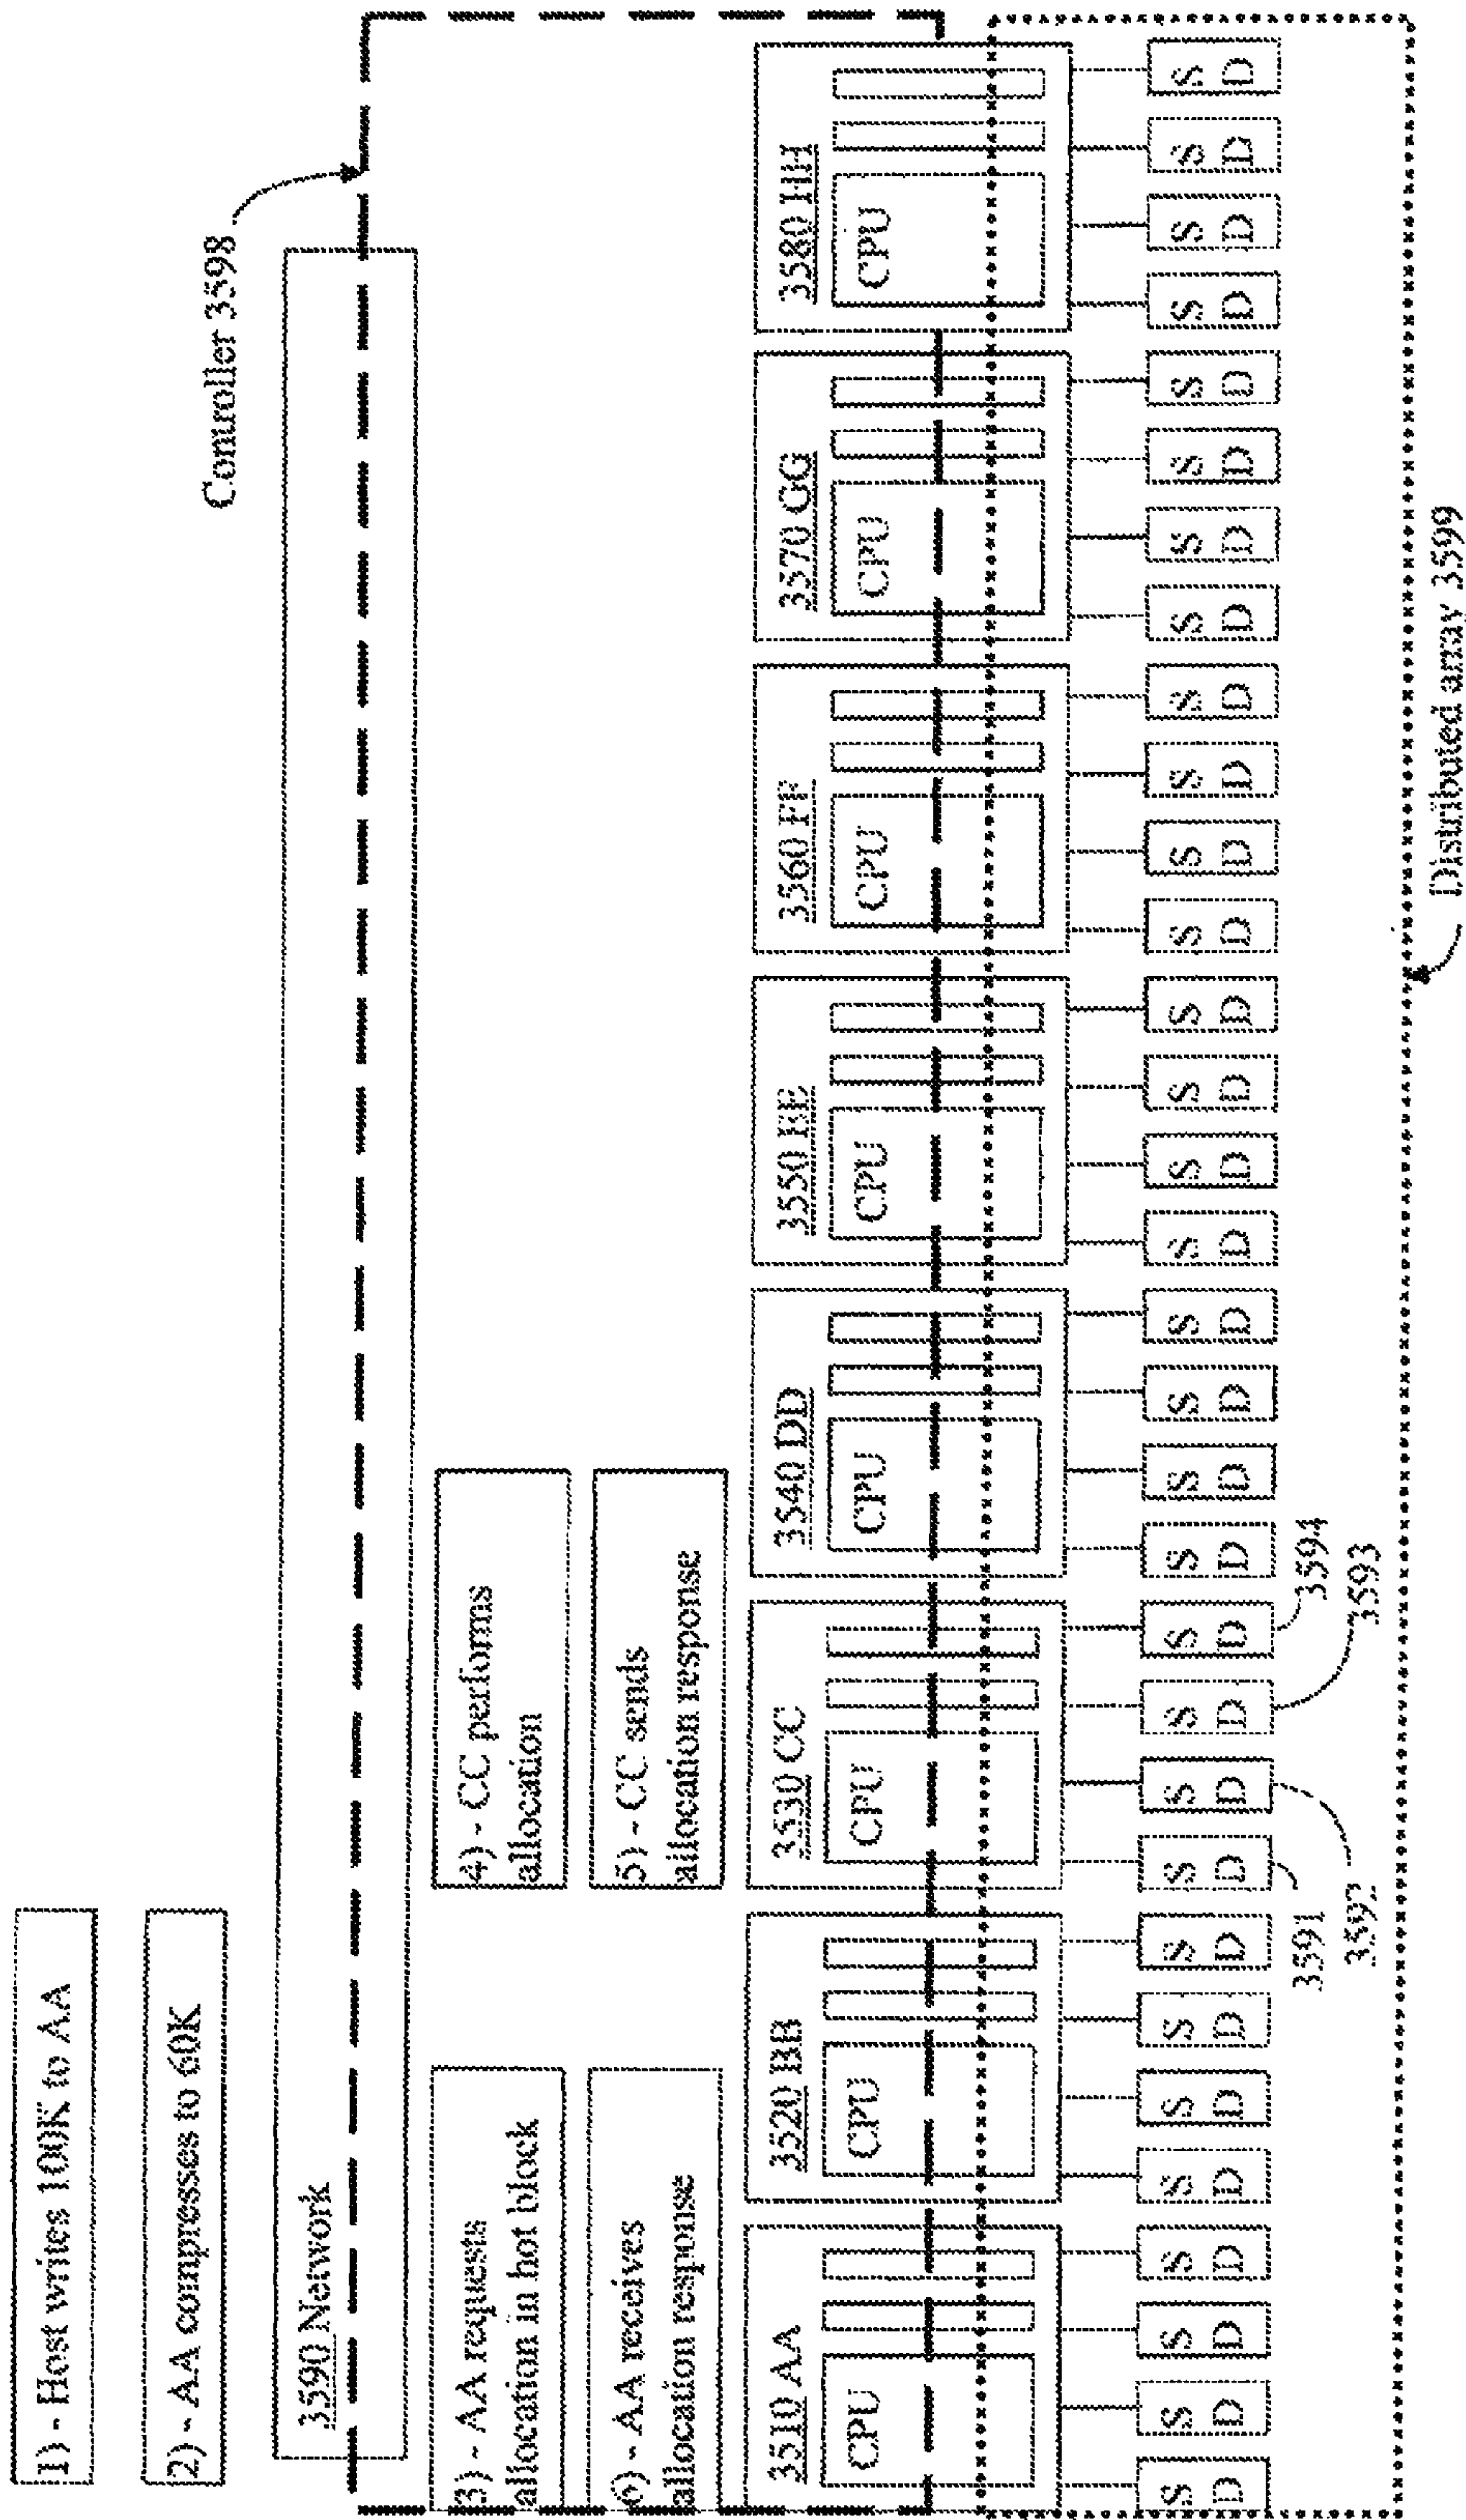 1) - Host writes 100K to AA
2) - AA compresses to 60K
Controller 3598
3590 Network
3) - AA requests
allocation in hot block
4) - CC performs
allocation
6) - AA receives
allocation response
5) - CC sends
allocation response
3510 AA
3520 BB
3530 CC
3540 DD
3550 EE
3560 FF
3570 GG
3580 HH
CPU
CPU
CPU
CPU
CPU
CPU
CPU
CPU
S S S S S S S S S S S S S S S S S S S S S S S S S S S S S S S S
D D D D D D D D D D D D D D D D D D D D D D D D D D D D D D D D
3591
3594
3592
3593
Distributed array 3599